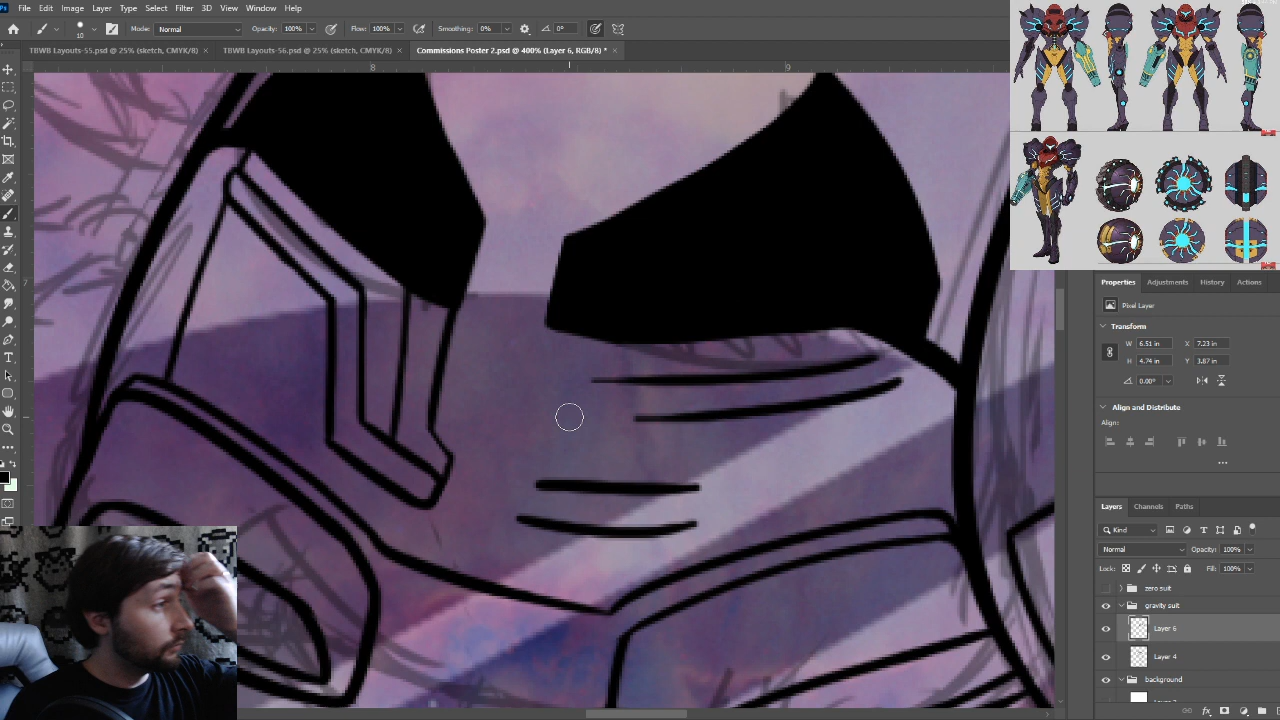 File Edit Image Layer Type Select Filter 3D View Window Help
10 Mode: Normal Opacity: 100% Flow: 100% Smoothing: 0% 0°
TBWB Layouts-55.psd @ 25% (sketch, CMYK/8) × TBWB Layouts-56.psd @ 25% (sketch, CMYK/8) × Commissions Poster 2.psd @ 400% (Layer 6, RGB/8) * ×
8 9
7
Properties Adjustments History Actions
Pixel Layer
Transform
W 6.51 in X 7.23 in
H 4.74 in Y 3.87 in
0.00°
Align and Distribute
Align:
...
Layers Channels Paths
Kind
Normal Opacity: 100%
Lock: Fill: 100%
zero suit
gravity suit
Layer 6
Layer 4
background
fx